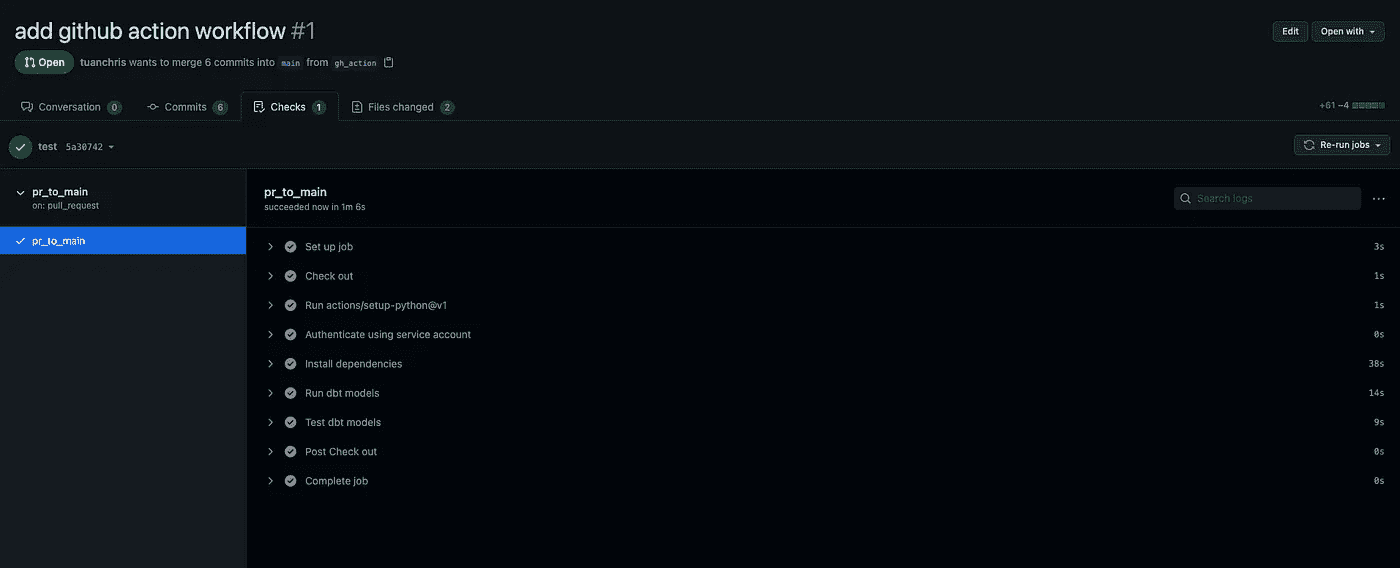 add github action workflow #1
Edit
Open with
Open
tuanchris wants to merge 6 commits into main from gh_action
Conversation 0
Commits 6
Checks 1
Files changed 2
+61 −4
test 5a30742
Re-run jobs
pr_to_main
on: pull_request
pr_to_main
pr_to_main
succeeded now in 1m 6s
Search logs
Set up job 3s
Check out 1s
Run actions/setup-python@v1 1s
Authenticate using service account 0s
Install dependencies 38s
Run dbt models 14s
Test dbt models 9s
Post Check out 0s
Complete job 0s